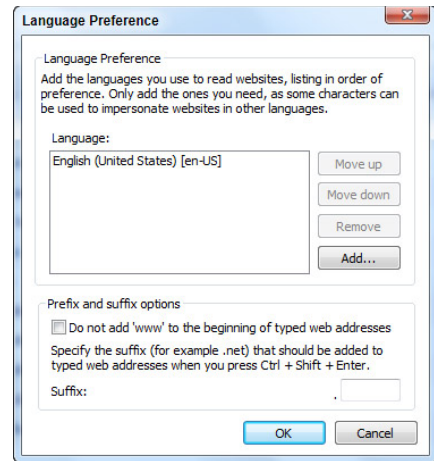 Language Preference
Language Preference
Add the languages you use to read websites, listing in order of
preference. Only add the ones you need, as some characters can
be used to impersonate websites in other languages.
Language:
English (United States) [en-US]
Move up
Move down
Remove
Add...
Prefix and suffix options
Do not add 'www' to the beginning of typed web addresses
Specify the suffix (for example .net) that should be added to
typed web addresses when you press Ctrl + Shift + Enter.
Suffix: .
OK Cancel